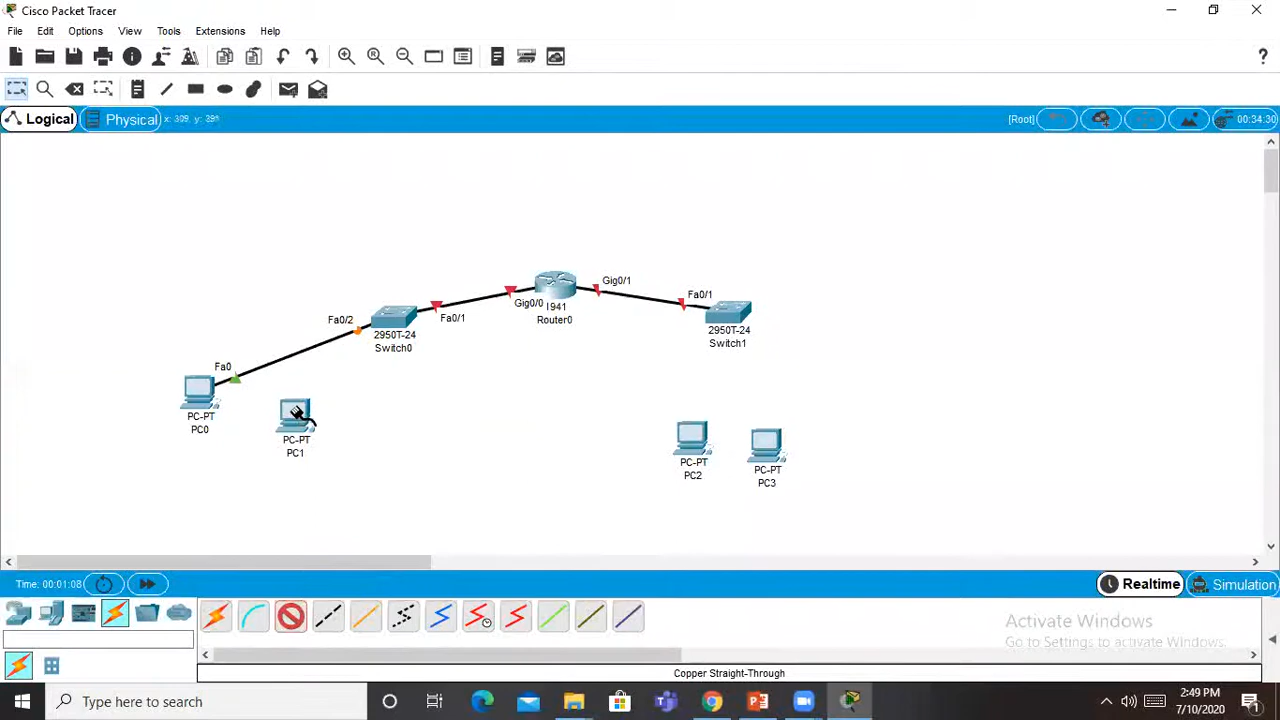 Cisco Packet Tracer
File Edit Options View Tools Extensions Help
Logical
Physical
[Root]
00:34:30
Gig0/1
Fa0/1
Gig0/0
1941
Router0
Fa0/1
Fa0/2
2950T-24
Switch0
2950T-24
Switch1
Fa0
PC-PT
PC0
PC-PT
PC1
PC-PT
PC2
PC-PT
PC3
Time: 00:01:08
Realtime
Simulation
Activate Windows
Go to Settings to activate Windows.
Copper Straight-Through
Type here to search
2:49 PM
7/10/2020